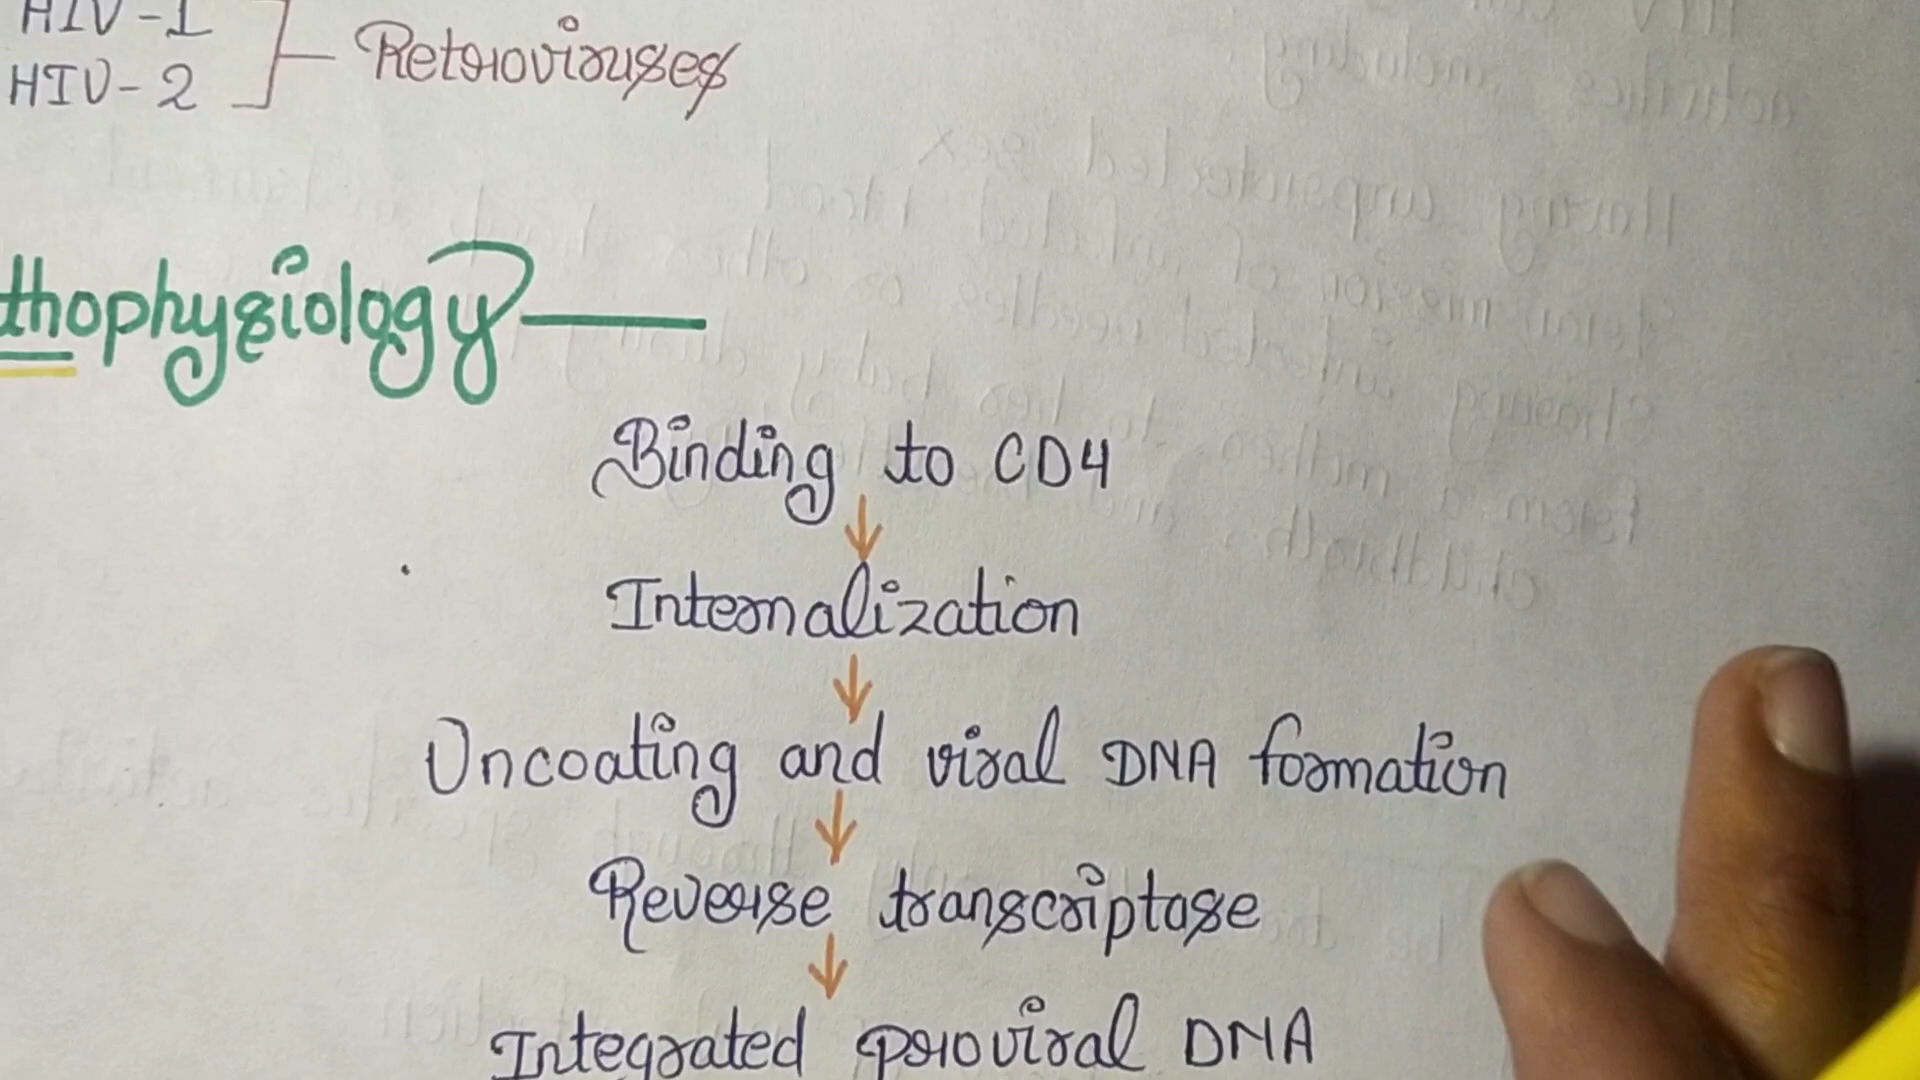 HIV-1
HIV-2
Retroviruses
thophysiology
Binding to CD4
Internalization
Uncoating and viral DNA formation
Reverse transcriptase
Integrated proviral DNA